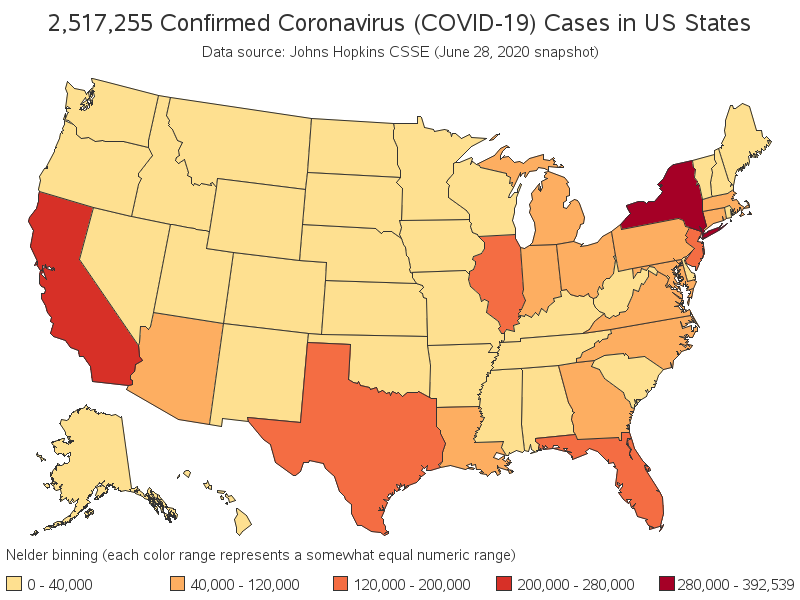 2,517,255 Confirmed Coronavirus (COVID-19) Cases in US States
Data source: Johns Hopkins CSSE (June 28, 2020 snapshot)
Nelder binning (each color range represents a somewhat equal numeric range)
0 - 40,000 40,000 - 120,000 120,000 - 200,000 200,000 - 280,000 280,000 - 392,539